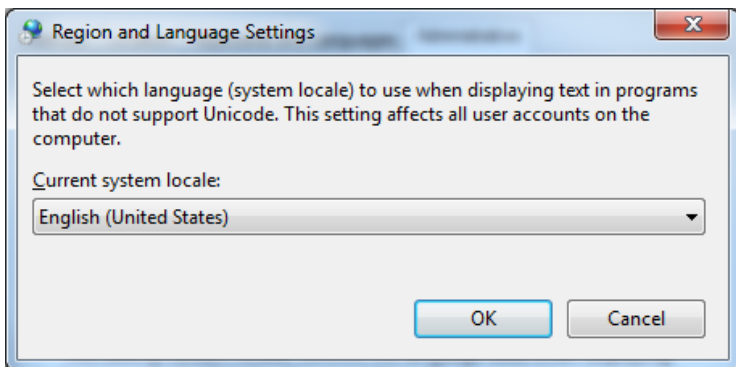 Region and Language Settings
Select which language (system locale) to use when displaying text in programs
that do not support Unicode. This setting affects all user accounts on the
computer.
Current system locale:
English (United States)
OK Cancel